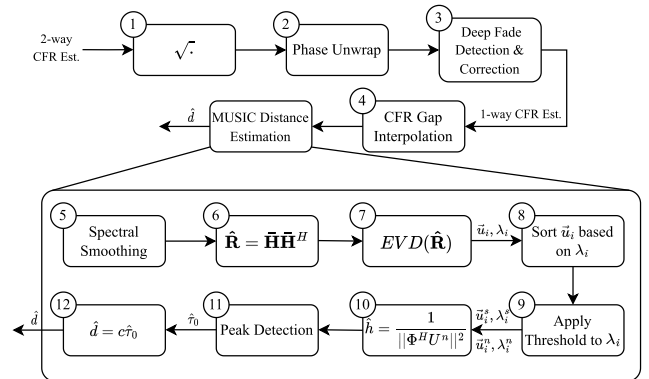 1
2
3
2-way
CFR Est.
√·
Phase Unwrap
Deep Fade
Detection &
Correction
4
d̂
MUSIC Distance
Estimation
CFR Gap
Interpolation
1-way CFR Est.
5
6
7
8
Spectral
Smoothing
R̂ = H̄H̄^H
EVD(R̂)
u⃗_i, λ_i
Sort u⃗_i based
on λ_i
12
11
10
9
d̂
d̂ = cτ̂_0
τ̂_0
Peak Detection
ĥ = 1 / ||Φ^H U^n||^2
u⃗_i^s, λ_i^s
u⃗_i^n, λ_i^n
Apply
Threshold to λ_i